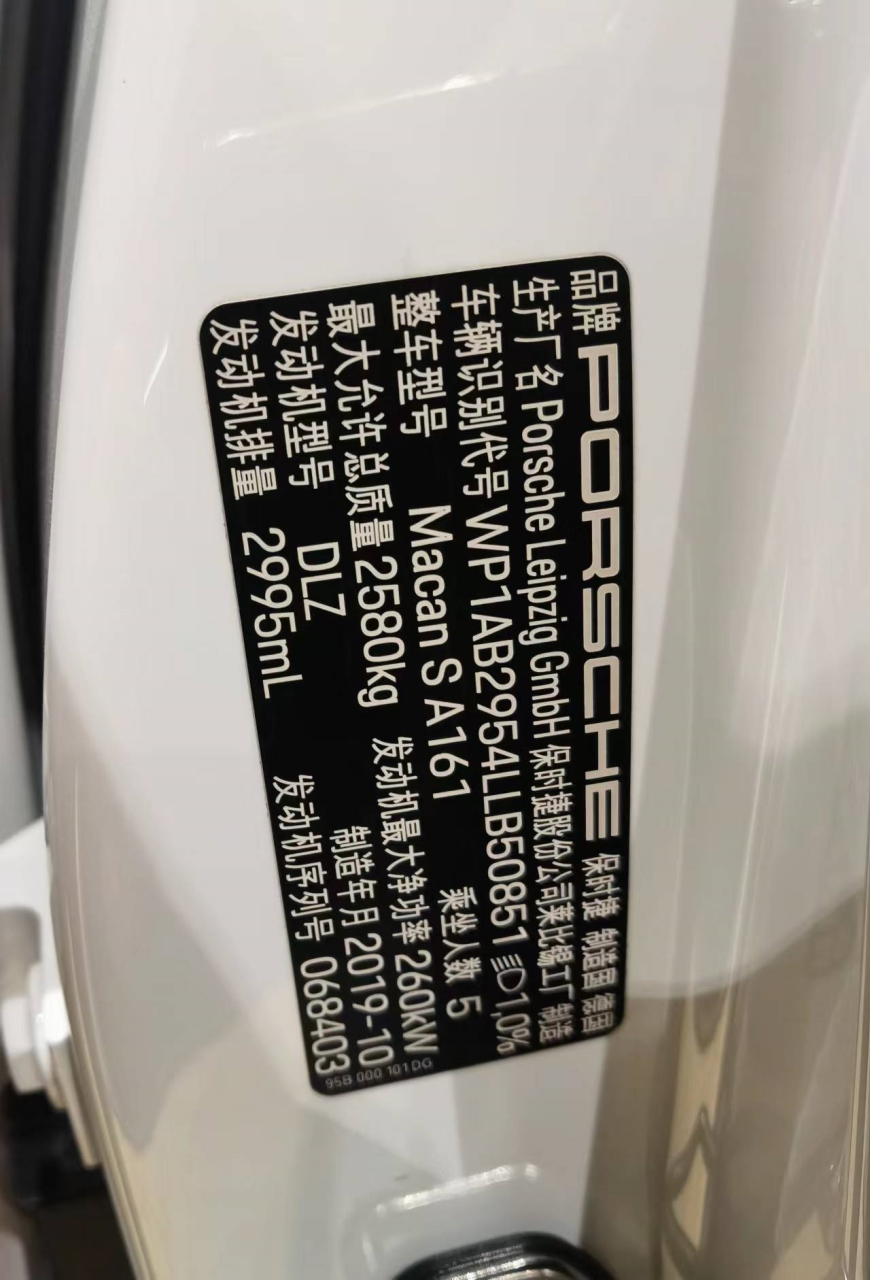 品牌 PORSCHE 保时捷 制造国 德国
生产厂名 Porsche Leipzig GmbH 保时捷股份公司莱比锡工厂 制造
车辆识别代号 WP1AB2954LLB50851 1,0%
整车型号 Macan S A161 乘坐人数 5
最大允许总质量 2580kg 发动机最大净功率 260kW
发动机型号 DLZ 制造年月 2019-10
发动机排量 2995mL 发动机序列号 068403
95B 000 101 DG